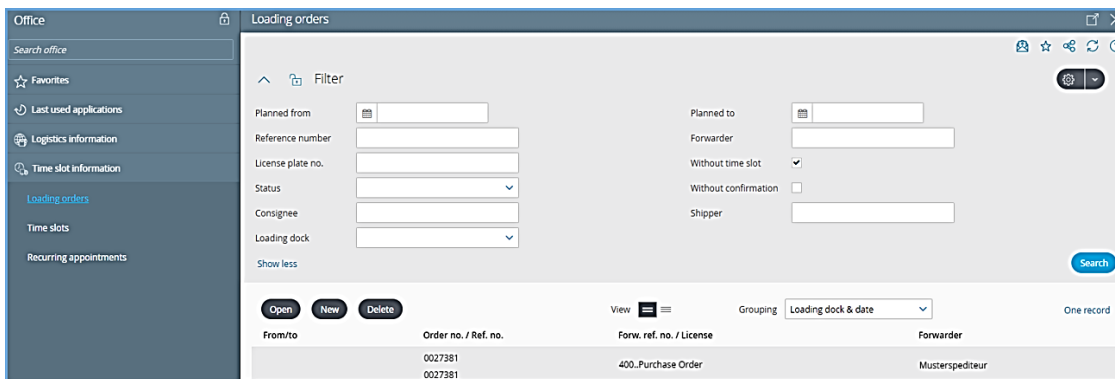 Office
Loading orders
Search office
Favorites
Last used applications
Logistics information
Time slot information
Loading orders
Time slots
Recurring appointments
Filter
Planned from
Planned to
Reference number
Forwarder
License plate no.
Without time slot
Status
Without confirmation
Consignee
Shipper
Loading dock
Show less
Search
Open New Delete View Grouping Loading dock & date One record
From/to Order no. / Ref. no. Forw. ref. no. / License Forwarder
0027381 400..Purchase Order Musterspediteur
0027381